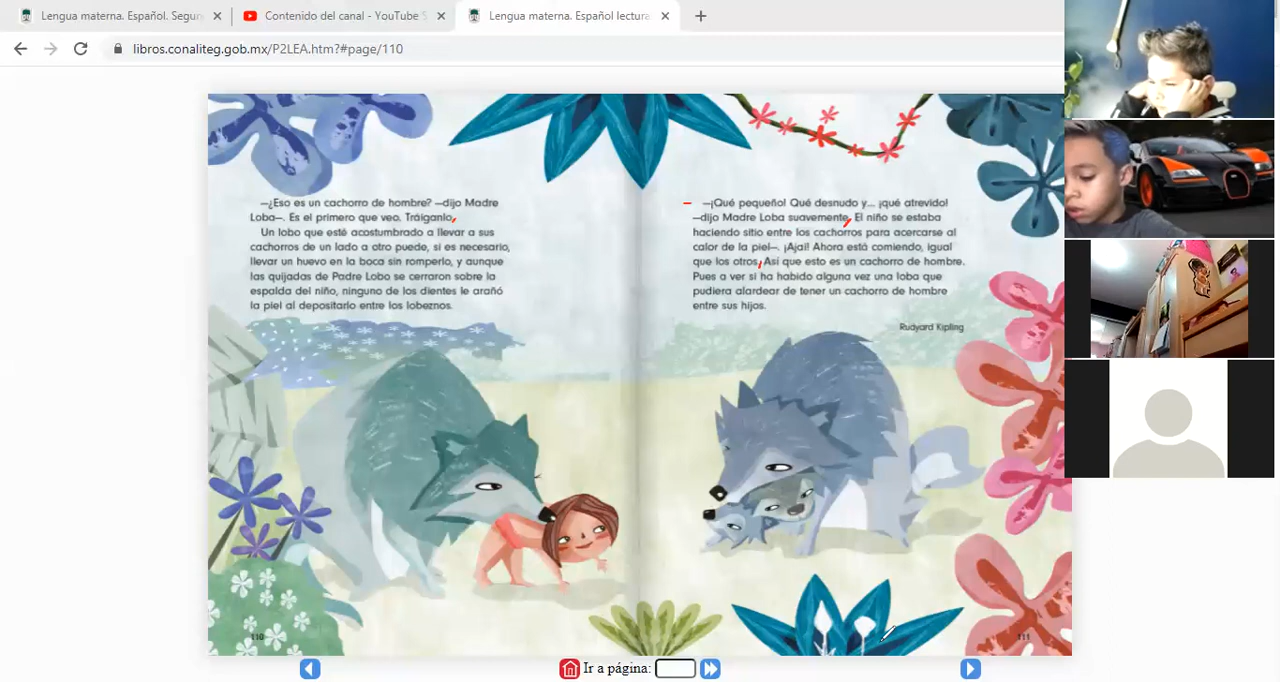 Lengua materna. Español. Segun
Contenido del canal - YouTube S
Lengua materna. Español lectura
libros.conaliteg.gob.mx/P2LEA.htm?#page/110
—¿Eso es un cachorro de hombre? —dijo Madre
Loba—. Es el primero que veo. Tráiganlo.
Un lobo que esté acostumbrado a llevar a sus
cachorros de un lado a otro puede, si es necesario,
llevar un huevo en la boca sin romperlo, y aunque
las quijadas de Padre Lobo se cerraron sobre la
espalda del niño, ninguno de los dientes le arañó
la piel al depositarlo entre los lobeznos.
110
—¡Qué pequeño! Qué desnudo y... ¡qué atrevido!
—dijo Madre Loba suavemente. El niño se estaba
haciendo sitio entre los cachorros para acercarse al
calor de la piel—. ¡Ajaí! Ahora está comiendo, igual
que los otros. Así que esto es un cachorro de hombre.
Pues a ver si ha habido alguna vez una loba que
pudiera alardear de tener un cachorro de hombre
entre sus hijos.
Rudyard Kipling
111
Ir a página: